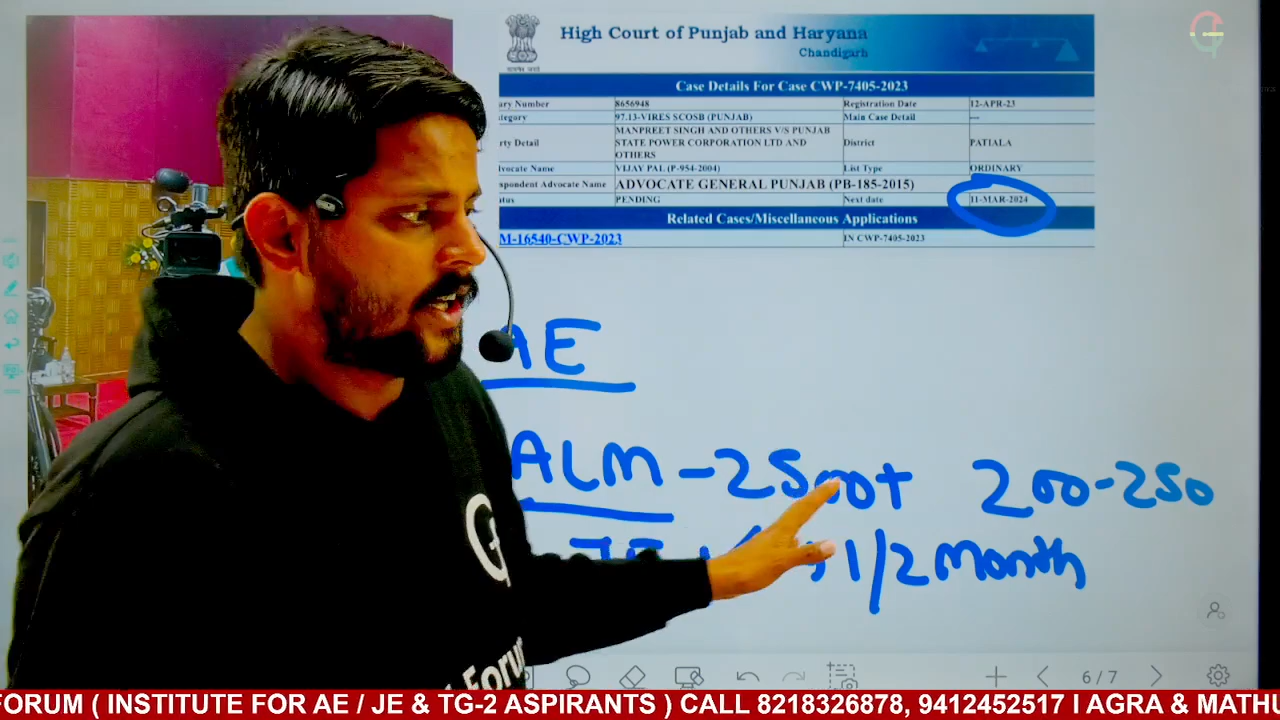 High Court of Punjab and Haryana
Chandigarh
Case Details For Case CWP-7405-2023
ary Number 8656948 Registration Date 12-APR-23
tegory 97.13-VIRES SCOSB (PUNJAB) Main Case Detail ---
rty Detail MANPREET SINGH AND OTHERS V/S PUNJAB STATE POWER CORPORATION LTD AND OTHERS District PATIALA
vocate Name VIJAY PAL (P-954-2004) List Type ORDINARY
spondent Advocate Name ADVOCATE GENERAL PUNJAB (PB-185-2015)
atus PENDING Next date 11-MAR-2024
Related Cases/Miscellaneous Applications
M-16540-CWP-2023 IN CWP-7405-2023
AE
ALM - 2500+ 200-250
JE 1/2 Month
Forum
6/7
FORUM ( INSTITUTE FOR AE / JE & TG-2 ASPIRANTS ) CALL 8218326878, 9412452517 I AGRA & MATHU